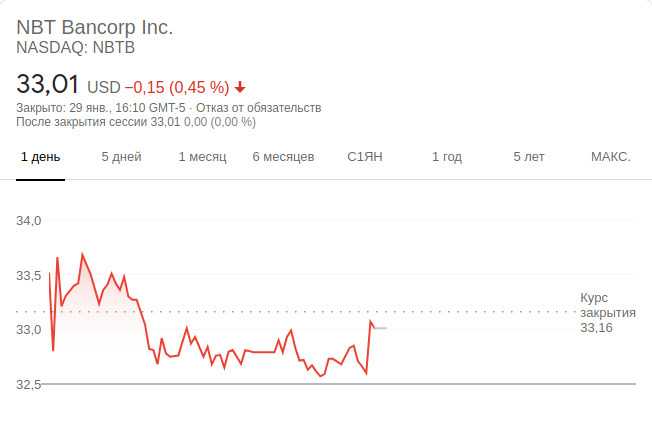 NBT Bancorp Inc.
NASDAQ: NBTB
33,01 USD −0,15 (0,45 %)
Закрыто: 29 янв., 16:10 GMT-5 · Отказ от обязательств
После закрытия сессии 33,01 0,00 (0,00 %)
1 день 5 дней 1 месяц 6 месяцев С1ЯН 1 год 5 лет МАКС.
34,0
33,5
Курс
закрытия
33,16
33,0
32,5